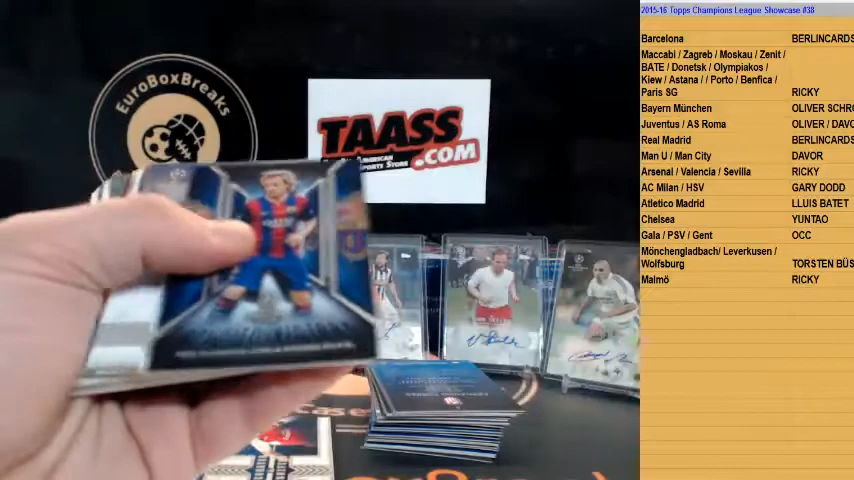 2015-16 Topps Champions League Showcase #38
Barcelona BERLINCARDS
Maccabi / Zagreb / Moskau / Zenit /
BATE / Donetsk / Olympiakos /
Kiew / Astana / / Porto / Benfica /
Paris SG RICKY
Bayern München OLIVER SCHRO
Juventus / AS Roma OLIVER / DAVO
Real Madrid BERLINCARDS
Man U / Man City DAVOR
Arsenal / Valencia / Sevilla RICKY
AC Milan / HSV GARY DODD
Atletico Madrid LLUIS BATET
Chelsea YUNTAO
Gala / PSV / Gent OCC
Mönchengladbach/ Leverkusen /
Wolfsburg TORSTEN BÜS
Malmö RICKY
EuroBoxBreaks
TAASS
.COM